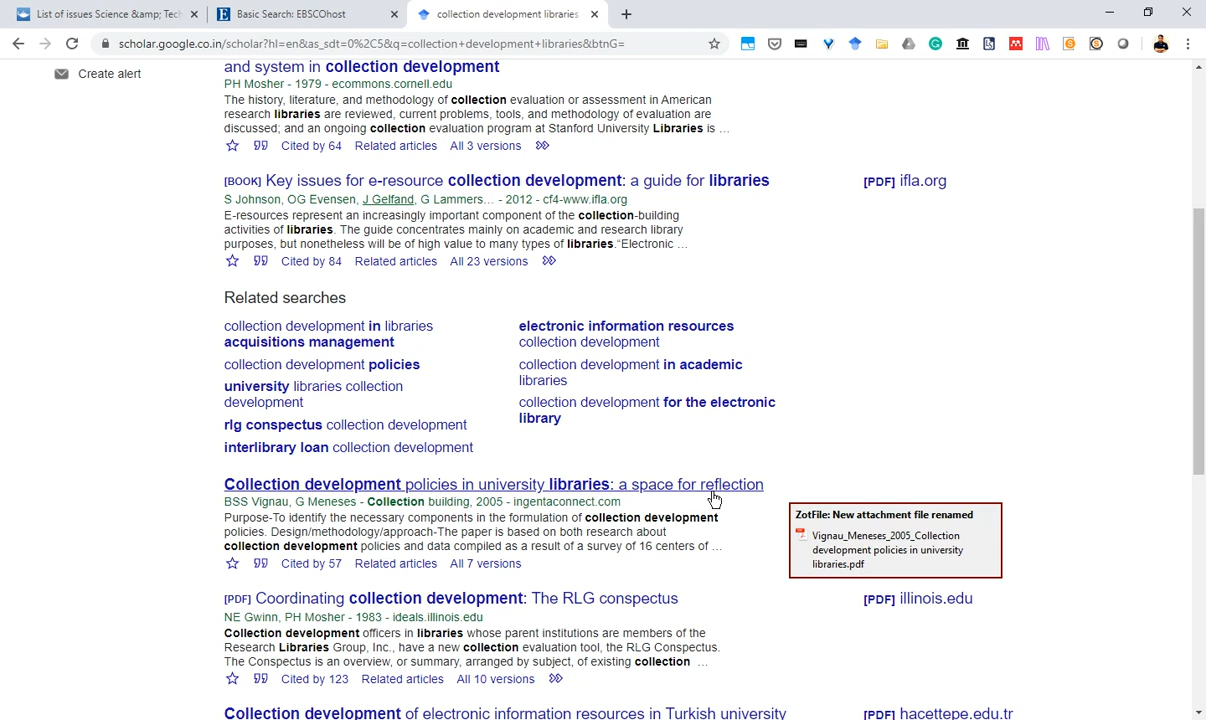 List of issues Science &amp; Tech
Basic Search: EBSCOhost
collection development libraries
scholar.google.co.in/scholar?hl=en&as_sdt=0%2C5&q=collection+development+libraries&btnG=
Create alert
and system in collection development
PH Mosher - 1979 - ecommons.cornell.edu
The history, literature, and methodology of collection evaluation or assessment in American
research libraries are reviewed, current problems, tools, and methodology of evaluation are
discussed; and an ongoing collection evaluation program at Stanford University Libraries is ...
Cited by 64 Related articles All 3 versions
[BOOK] Key issues for e-resource collection development: a guide for libraries
[PDF] ifla.org
S Johnson, OG Evensen, J Gelfand, G Lammers... - 2012 - cf4-www.ifla.org
E-resources represent an increasingly important component of the collection-building
activities of libraries. The guide concentrates mainly on academic and research library
purposes, but nonetheless will be of high value to many types of libraries."Electronic ...
Cited by 84 Related articles All 23 versions
Related searches
collection development in libraries
acquisitions management
collection development policies
university libraries collection
development
rlg conspectus collection development
interlibrary loan collection development
electronic information resources
collection development
collection development in academic
libraries
collection development for the electronic
library
Collection development policies in university libraries: a space for reflection
BSS Vignau, G Meneses - Collection building, 2005 - ingentaconnect.com
Purpose-To identify the necessary components in the formulation of collection development
policies. Design/methodology/approach-The paper is based on both research about
collection development policies and data compiled as a result of a survey of 16 centers of ...
Cited by 57 Related articles All 7 versions
ZotFile: New attachment file renamed
Vignau_Meneses_2005_Collection
development policies in university
libraries.pdf
[PDF] Coordinating collection development: The RLG conspectus
[PDF] illinois.edu
NE Gwinn, PH Mosher - 1983 - ideals.illinois.edu
Collection development officers in libraries whose parent institutions are members of the
Research Libraries Group, Inc., have a new collection evaluation tool, the RLG Conspectus.
The Conspectus is an overview, or summary, arranged by subject, of existing collection ...
Cited by 123 Related articles All 10 versions
Collection development of electronic information resources in Turkish university
[PDF] hacettepe.edu.tr